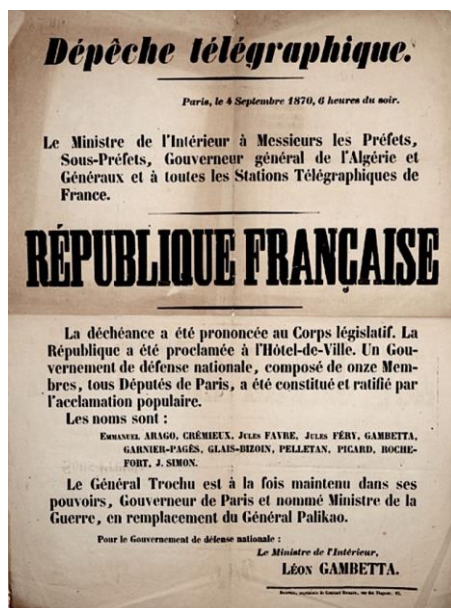 Dépêche télégraphique.
Paris, le 4 Septembre 1870, 6 heures du soir.
Le Ministre de l'Intérieur à Messieurs les Préfets,
Sous-Préfets, Gouverneur général de l'Algérie et
Généraux et à toutes les Stations Télégraphiques de
France.
RÉPUBLIQUE FRANÇAISE
La déchéance a été prononcée au Corps législatif. La
République a été proclamée à l'Hôtel-de-Ville. Un Gou-
vernement de défense nationale, composé de onze Mem-
bres, tous Députés de Paris, a été constitué et ratifié par
l'acclamation populaire.
Les noms sont :
EMMANUEL ARAGO, CRÉMIEUX, JULES FAVRE, JULES FÉRY, GAMBETTA,
GARNIER-PAGÈS, GLAIS-BIZOIN, PELLETAN, PICARD, ROCHE-
FORT, J. SIMON.
Le Général Trochu est à la fois maintenu dans ses
pouvoirs, Gouverneur de Paris et nommé Ministre de la
Guerre, en remplacement du Général Palikao.
Pour le Gouvernement de défense nationale :
Le Ministre de l'Intérieur,
LÉON GAMBETTA.